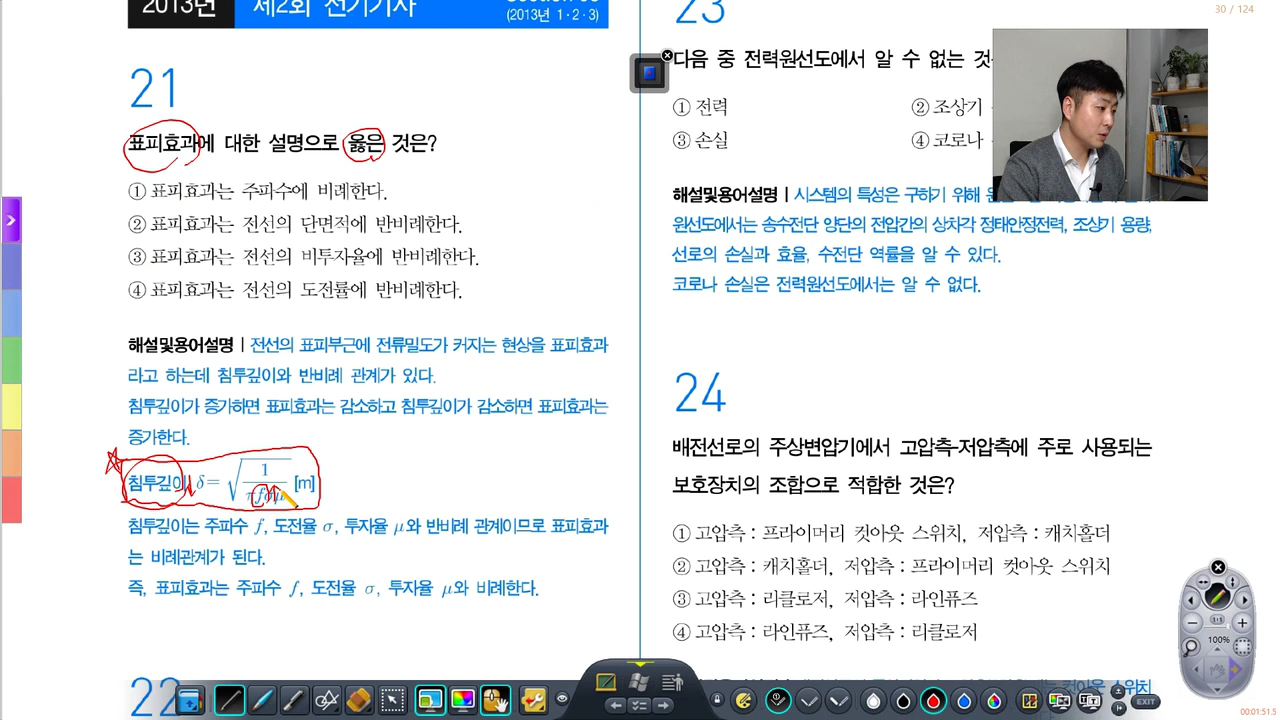 2013년 제2회 전기기사
(2013년 1·2·3)
21
표피효과에 대한 설명으로 옳은 것은?
① 표피효과는 주파수에 비례한다.
② 표피효과는 전선의 단면적에 반비례한다.
③ 표피효과는 전선의 비투자율에 반비례한다.
④ 표피효과는 전선의 도전률에 반비례한다.
해설및용어설명 | 전선의 표피부근에 전류밀도가 커지는 현상을 표피효과
라고 하는데 침투깊이와 반비례 관계가 있다.
침투깊이가 증가하면 표피효과는 감소하고 침투깊이가 감소하면 표피효과는
증가한다.
침투깊이 δ = √(1/πfσμ) [m]
침투깊이는 주파수 f, 도전율 σ, 투자율 μ와 반비례 관계이므로 표피효과
는 비례관계가 된다.
즉, 표피효과는 주파수 f, 도전율 σ, 투자율 μ와 비례한다.
22
23
다음 중 전력원선도에서 알 수 없는
① 전력 ② 조상기
③ 손실 ④ 코로나
해설및용어설명 | 시스템의 특성은 구하기 위해
원선도에서는 송수전단 양단의 전압간의 상차각 정태안정전력, 조상기 용량,
선로의 손실과 효율, 수전단 역률을 알 수 있다.
코로나 손실은 전력원선도에서는 알 수 없다.
24
배전선로의 주상변압기에서 고압측-저압측에 주로 사용되는
보호장치의 조합으로 적합한 것은?
① 고압측 : 프라이머리 컷아웃 스위치, 저압측 : 캐치홀더
② 고압측 : 캐치홀더, 저압측 : 프라이머리 컷아웃 스위치
③ 고압측 : 리클로저, 저압측 : 라인퓨즈
④ 고압측 : 라인퓨즈, 저압측 : 리클로저
30 / 124
100%
EXIT
00:01:51.5